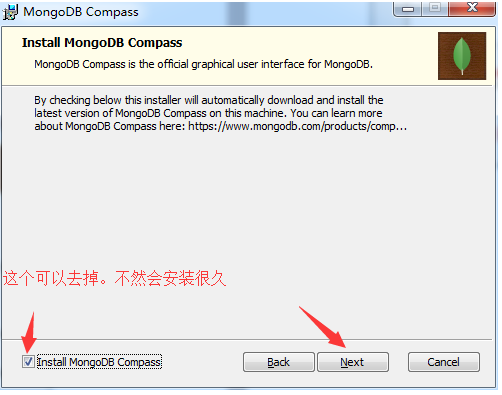 MongoDB Compass
Install MongoDB Compass
MongoDB Compass is the official graphical user interface for MongoDB.
By checking below this installer will automatically download and install the
latest version of MongoDB Compass on this machine. You can learn more
about MongoDB Compass here: https://www.mongodb.com/products/comp...
这个可以去掉。不然会安装很久
Install MongoDB Compass
Back
Next
Cancel